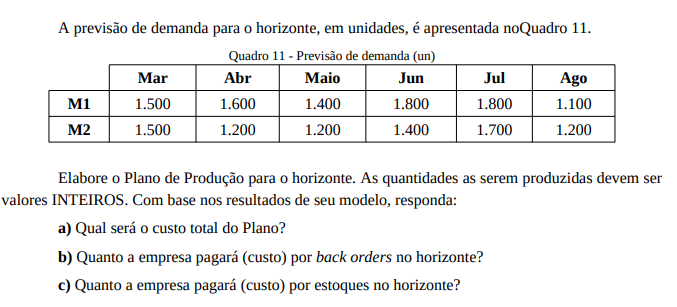 A previsão de demanda para o horizonte, em unidades, é apresentada noQuadro 11.
Quadro 11 - Previsão de demanda (un)
Mar Abr Maio Jun Jul Ago
M1 1.500 1.600 1.400 1.800 1.800 1.100
M2 1.500 1.200 1.200 1.400 1.700 1.200
Elabore o Plano de Produção para o horizonte. As quantidades as serem produzidas devem ser
valores INTEIROS. Com base nos resultados de seu modelo, responda:
a) Qual será o custo total do Plano?
b) Quanto a empresa pagará (custo) por back orders no horizonte?
c) Quanto a empresa pagará (custo) por estoques no horizonte?